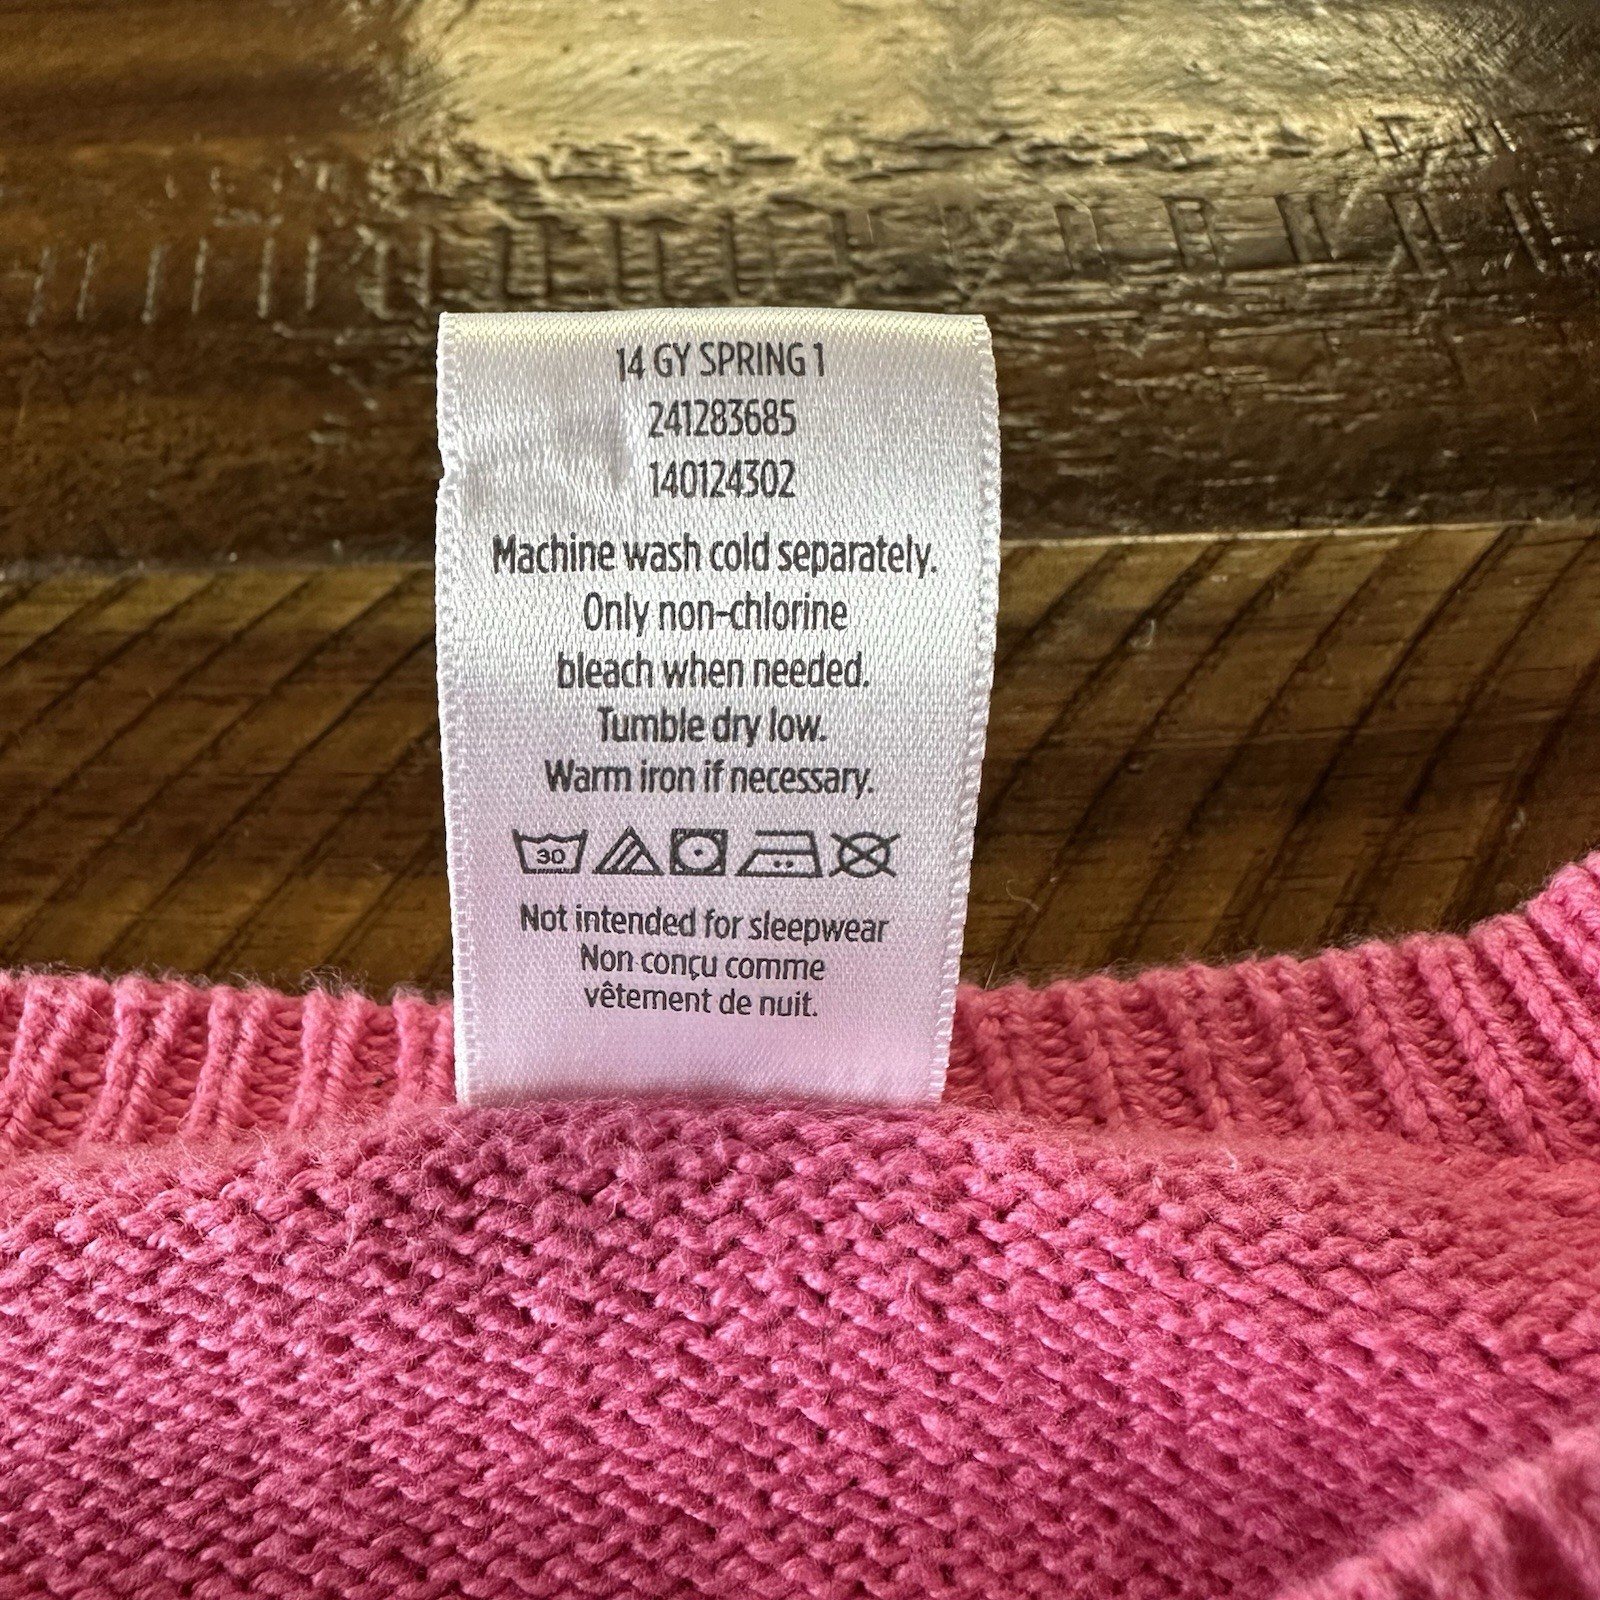 14 GY SPRING 1
241283685
140124302
Machine wash cold separately.
Only non-chlorine
bleach when needed.
Tumble dry low.
Warm iron if necessary.
30
Not intended for sleepwear
Non conçu comme
vêtement de nuit.